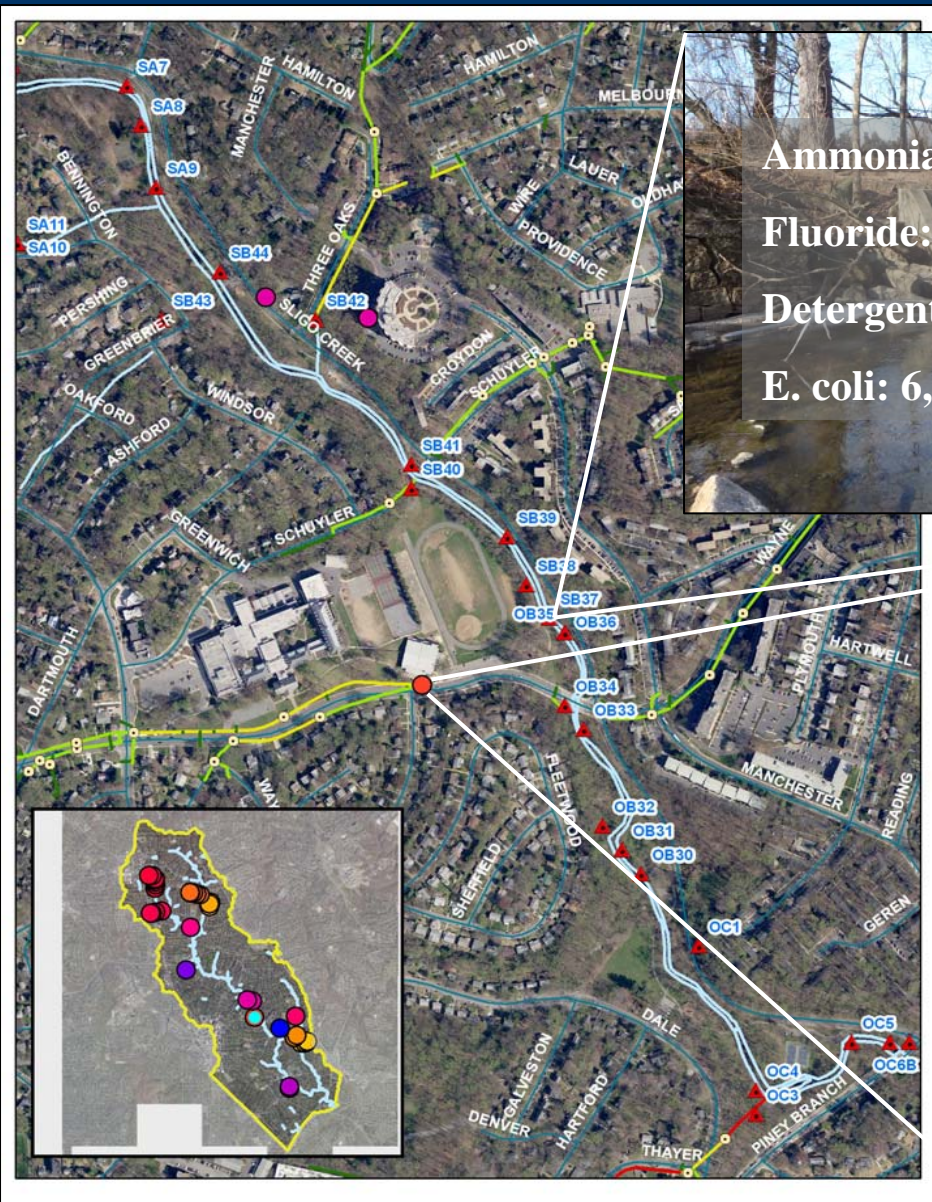 SA7
HAMILTON
HAMILTON
MANCHESTER
SA8
MELBOURN
BENNINGTON
SA9
LAUER
WIRE
OLDHA
PROVIDENCE
SA11
SA10
THREE OAKS
SB44
PERSHING
SB43
SB42
SLIGO CREEK
GREENBRIER
CROYDON
SCHUYLER
OAKFORD
WINDSOR
ASHFORD
SB41
SB40
GREENWICH
SCHUYLER
SB39
WAYNE
SB38
SB37
OB35
OB36
DARTMOUTH
PLYMOUTH
HARTWELL
OB34
OB33
MANCHESTER
READING
WAY
FLEETWOOD
OB32
OB31
OB30
SHEFFIELD
GEREN
OC1
DALE
OC5
OC6B
GALVESTON
HARTFORD
DENVER
OC4
OC3
PINEY BRANCH
THAYER
Ammonia
Fluoride:
Detergent
E. coli: 6,